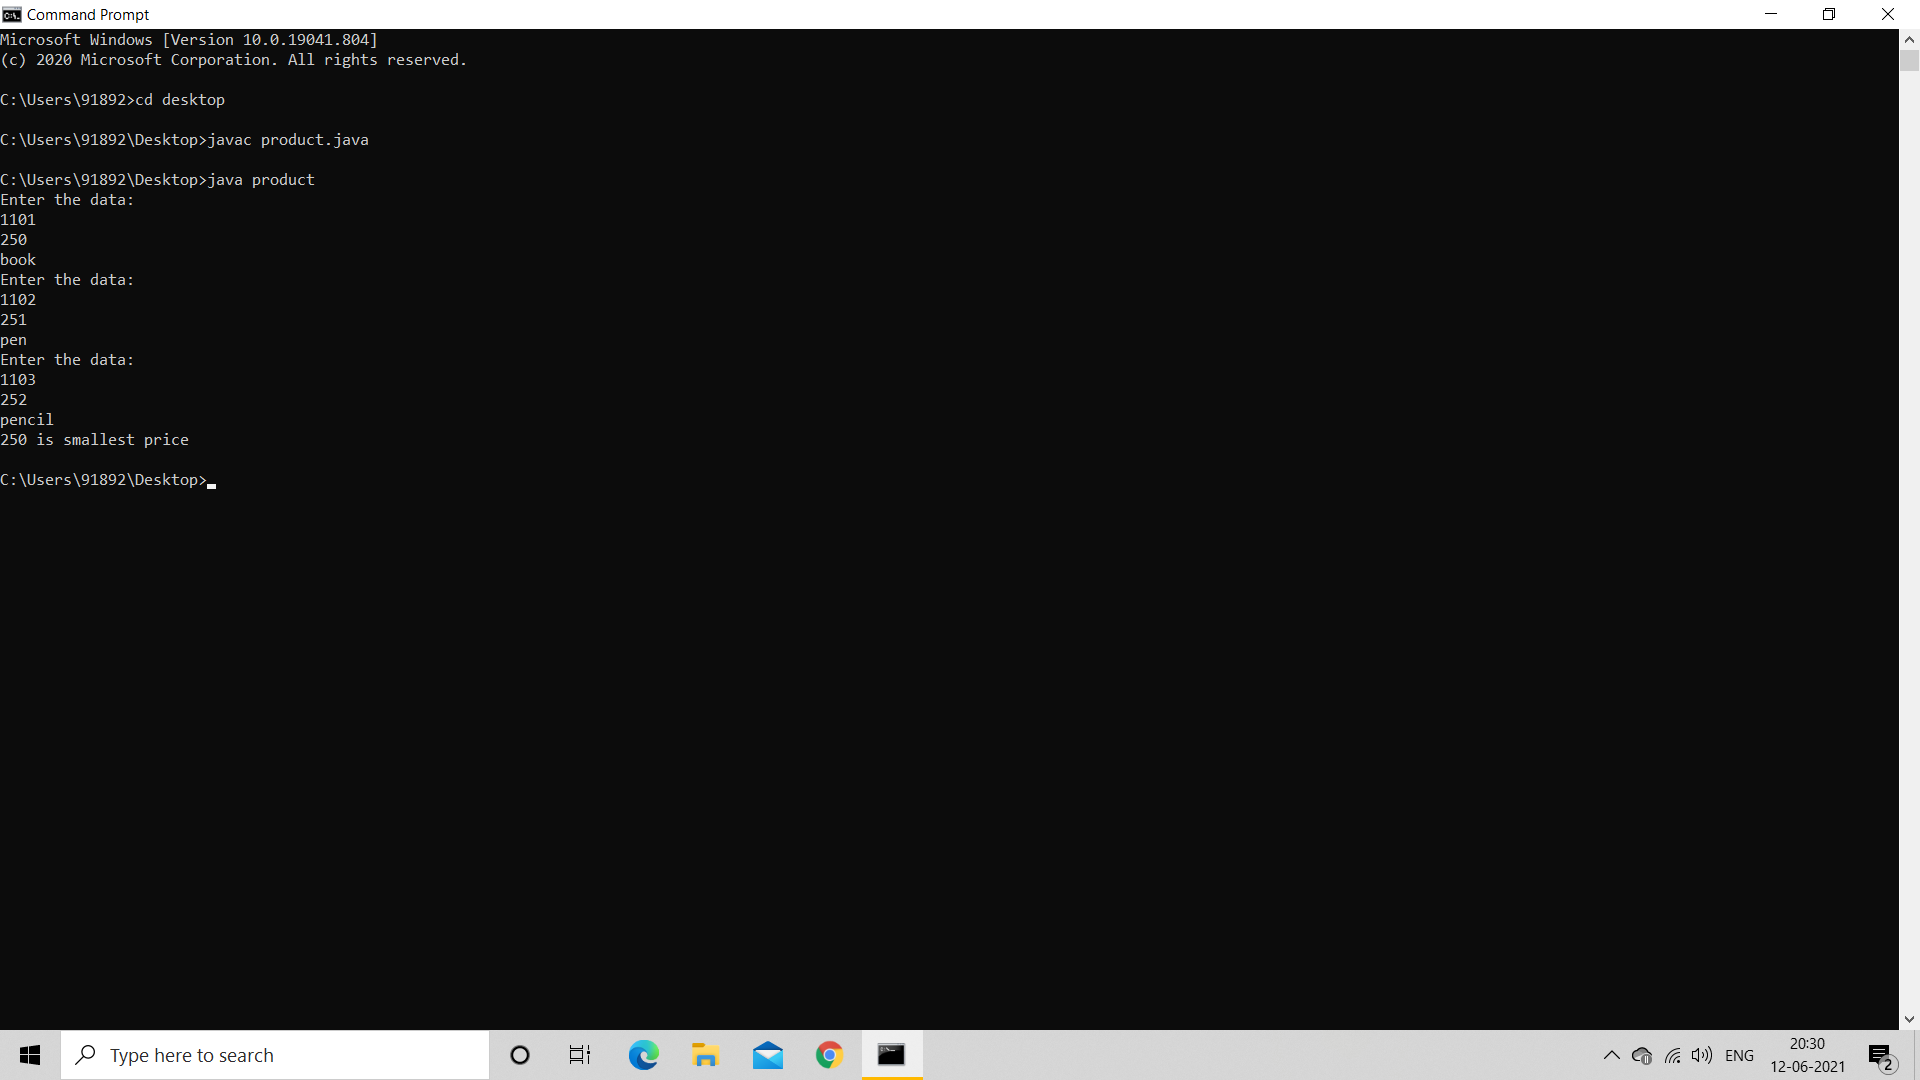 Command Prompt
Microsoft Windows [Version 10.0.19041.804]
(c) 2020 Microsoft Corporation. All rights reserved.
C:\Users\91892>cd desktop
C:\Users\91892\Desktop>javac product.java
C:\Users\91892\Desktop>java product
Enter the data:
1101
250
book
Enter the data:
1102
251
pen
Enter the data:
1103
252
pencil
250 is smallest price
C:\Users\91892\Desktop>
Type here to search
ENG
20:30
12-06-2021
2